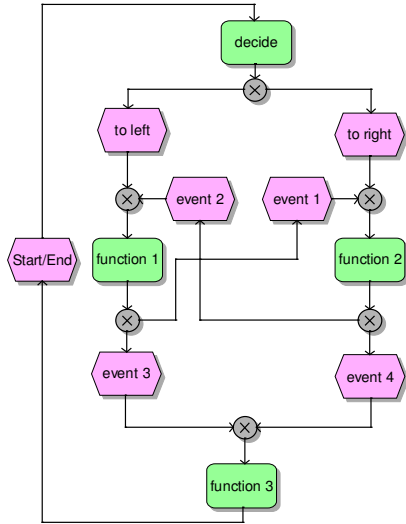 decide
to left
to right
event 2
event 1
Start/End
function 1
function 2
event 3
event 4
function 3